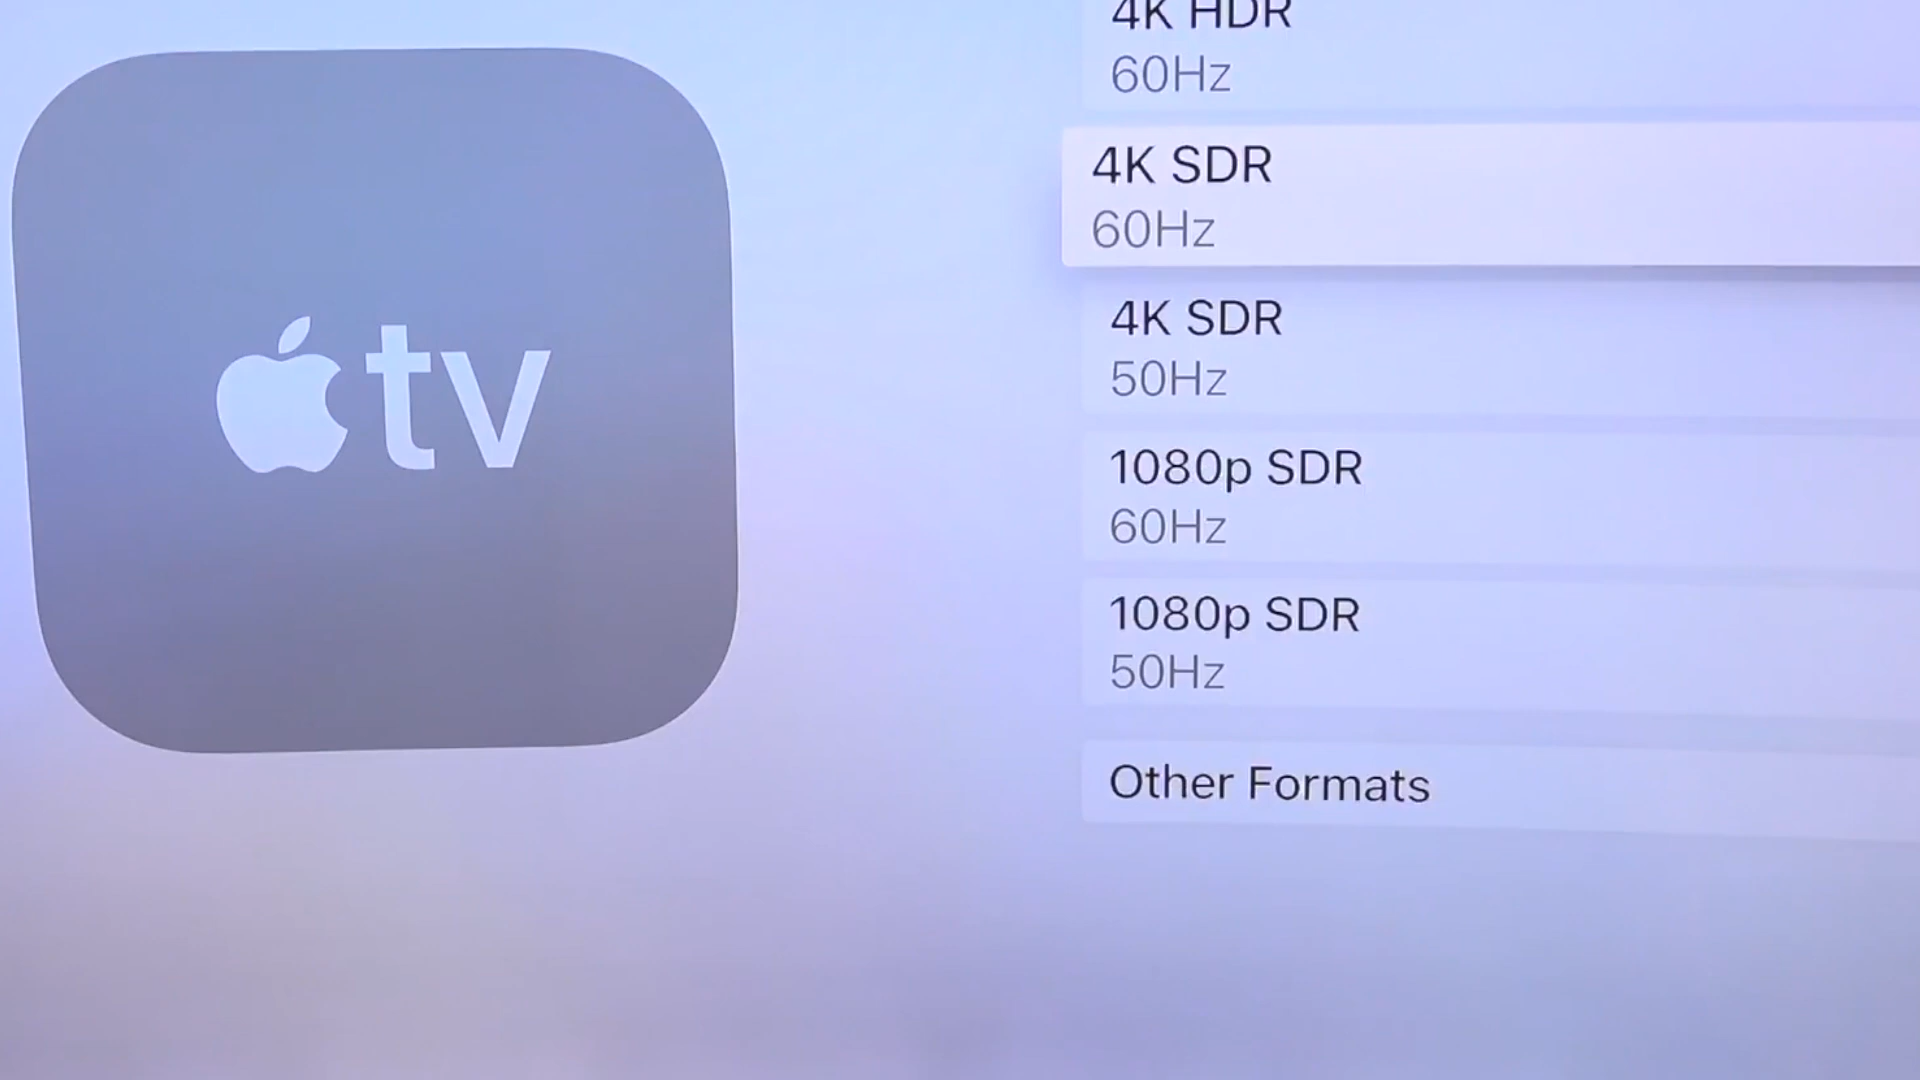 tv
4K HDR
60Hz
4K SDR
60Hz
4K SDR
50Hz
1080p SDR
60Hz
1080p SDR
50Hz
Other Formats